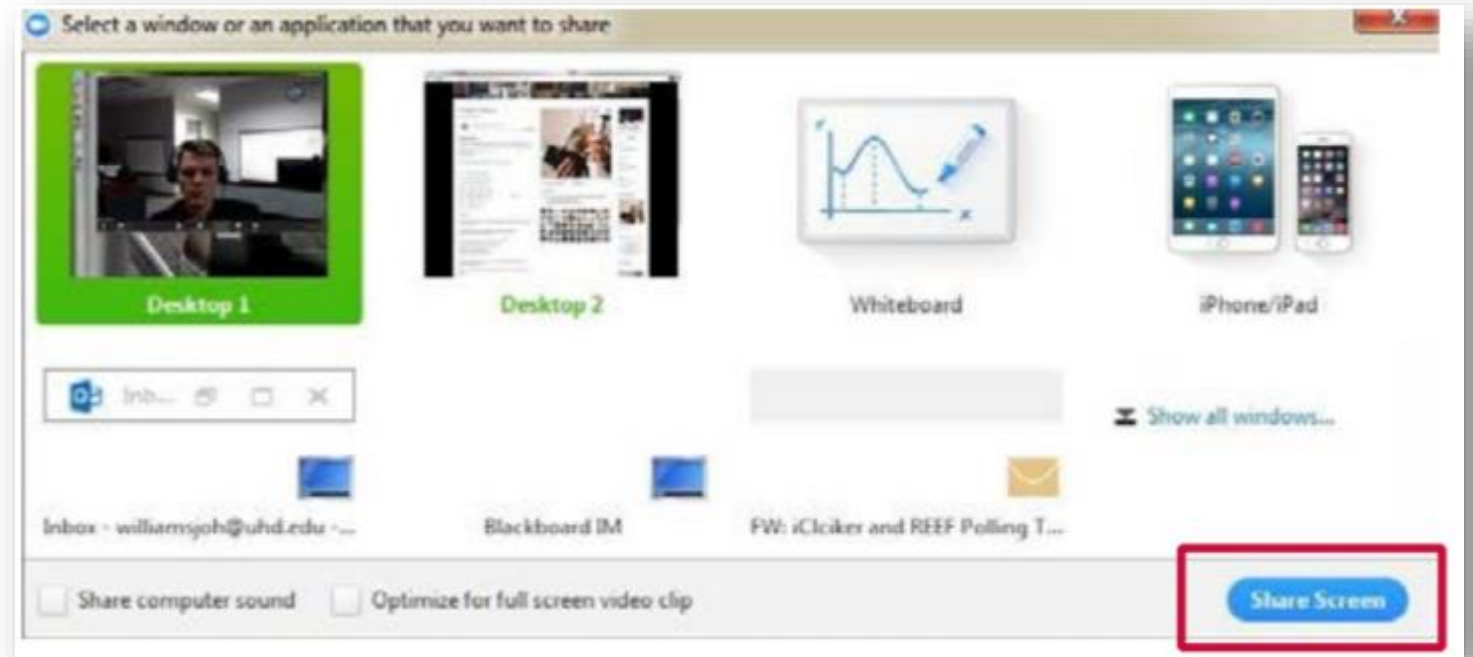 Select a window or an application that you want to share
Desktop 1
Desktop 2
Whiteboard
iPhone/iPad
Inb...
Show all windows...
Inbox - williamsjoh@uhd.edu -...
Blackboard IM
FW: iClciker and REEF Polling T...
Share computer sound
Optimize for full screen video clip
Share Screen